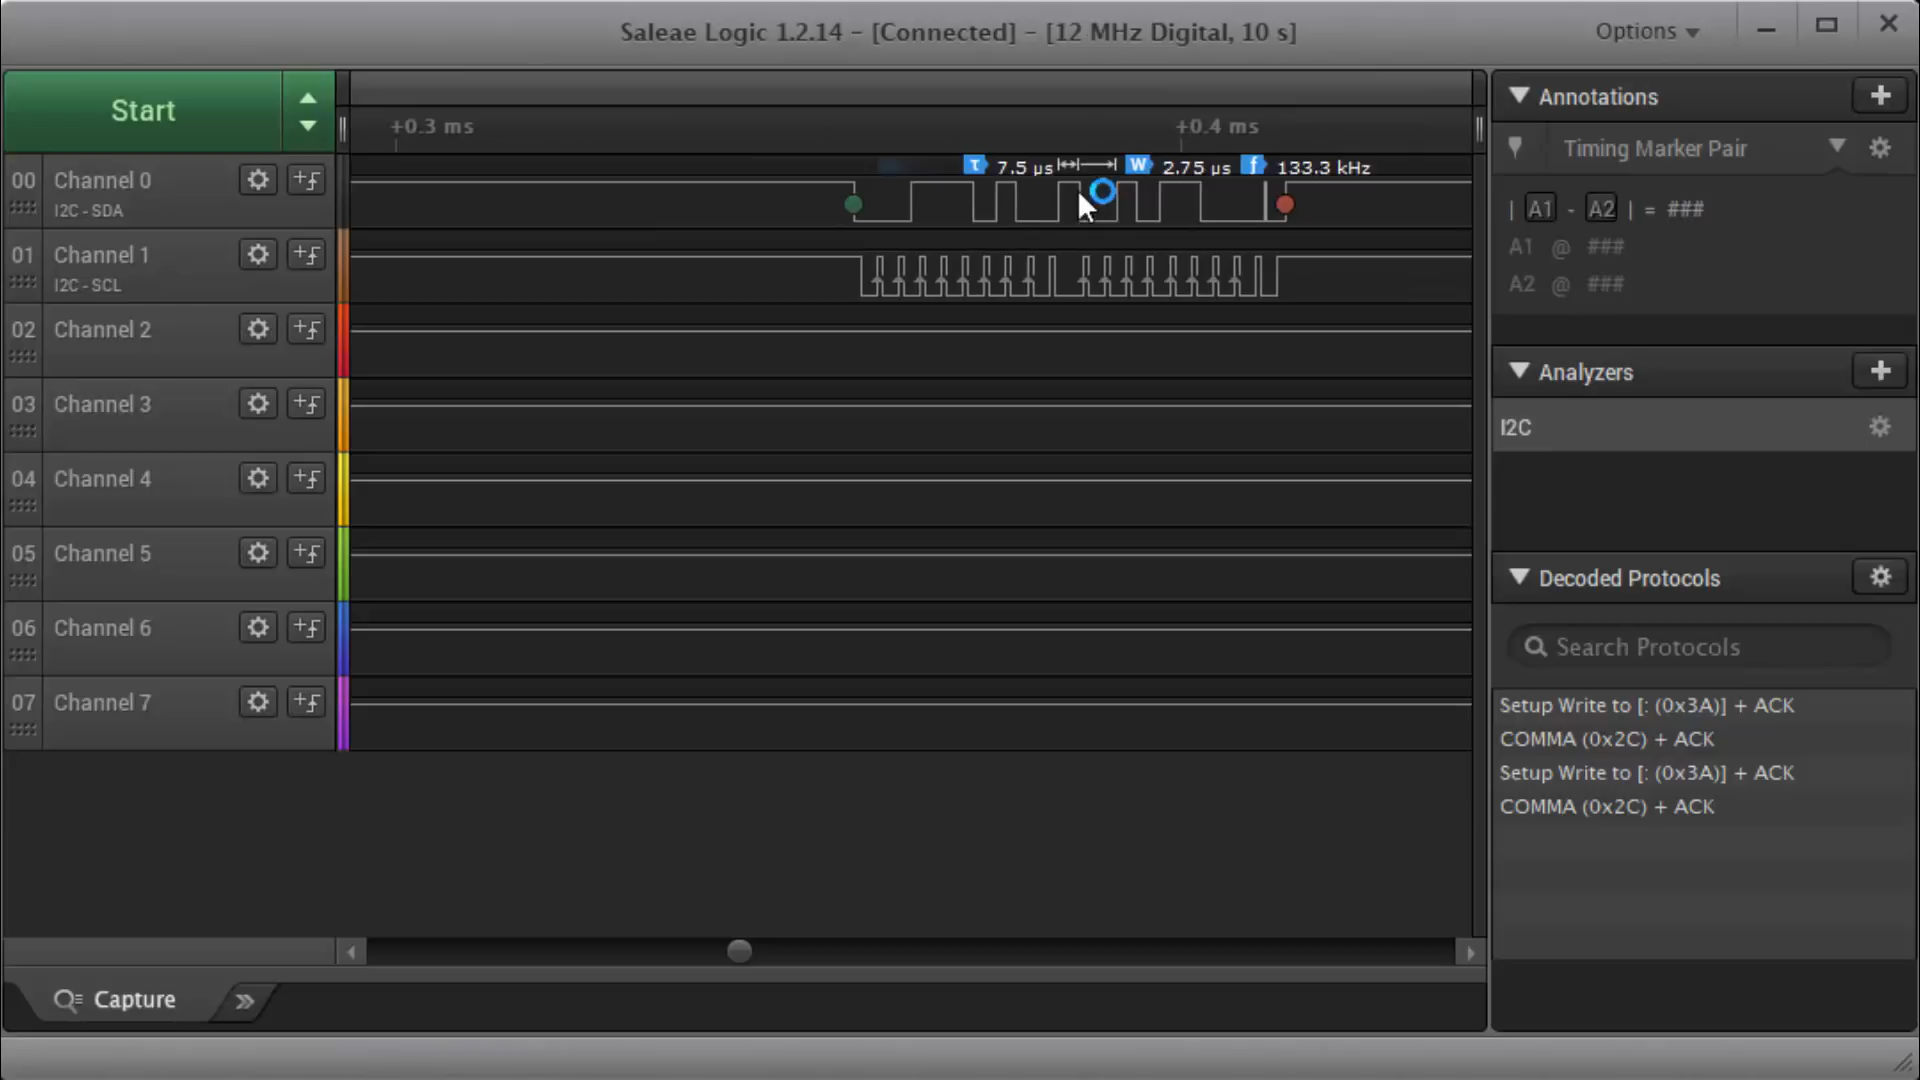 Saleae Logic 1.2.14 – [Connected] – [12 MHz Digital, 10 s]
Options
Start
+0.3 ms
+0.4 ms
τ 7.5 µs W 2.75 µs f 133.3 kHz
00 Channel 0
I2C - SDA
01 Channel 1
I2C - SCL
02 Channel 2
03 Channel 3
04 Channel 4
05 Channel 5
06 Channel 6
07 Channel 7
Capture
Annotations
Timing Marker Pair
| A1 - A2 | = ###
A1 @ ###
A2 @ ###
Analyzers
I2C
Decoded Protocols
Search Protocols
Setup Write to [: (0x3A)] + ACK
COMMA (0x2C) + ACK
Setup Write to [: (0x3A)] + ACK
COMMA (0x2C) + ACK